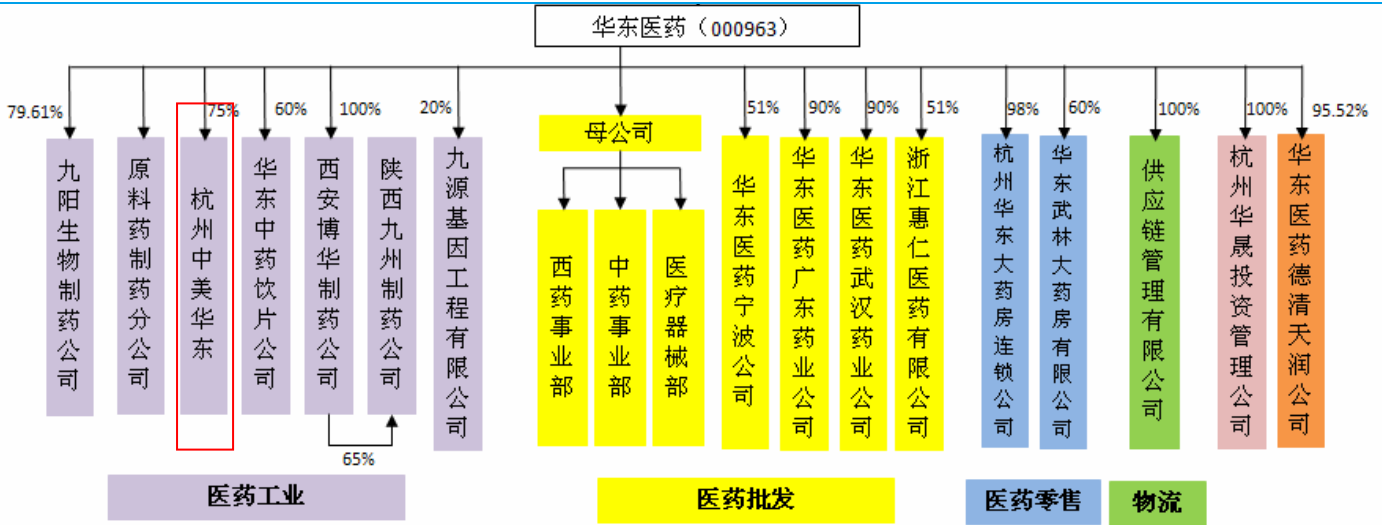 华东医药（000963）
79.61%
75%
60%
100%
20%
51%
90%
90%
51%
98%
60%
100%
100%
95.52%
母公司
九阳生物制药公司
原料药制药分公司
杭州中美华东
华东中药饮片公司
西安博华制药公司
陕西九州制药公司
九源基因工程有限公司
西药事业部
中药事业部
医疗器械部
华东医药宁波公司
华东医药广东药业公司
华东医药武汉药业公司
浙江惠仁医药有限公司
杭州华东大药房连锁公司
华东武林大药房有限公司
供应链管理有限公司
杭州华晟投资管理公司
华东医药德清天润公司
65%
医药工业
医药批发
医药零售
物流